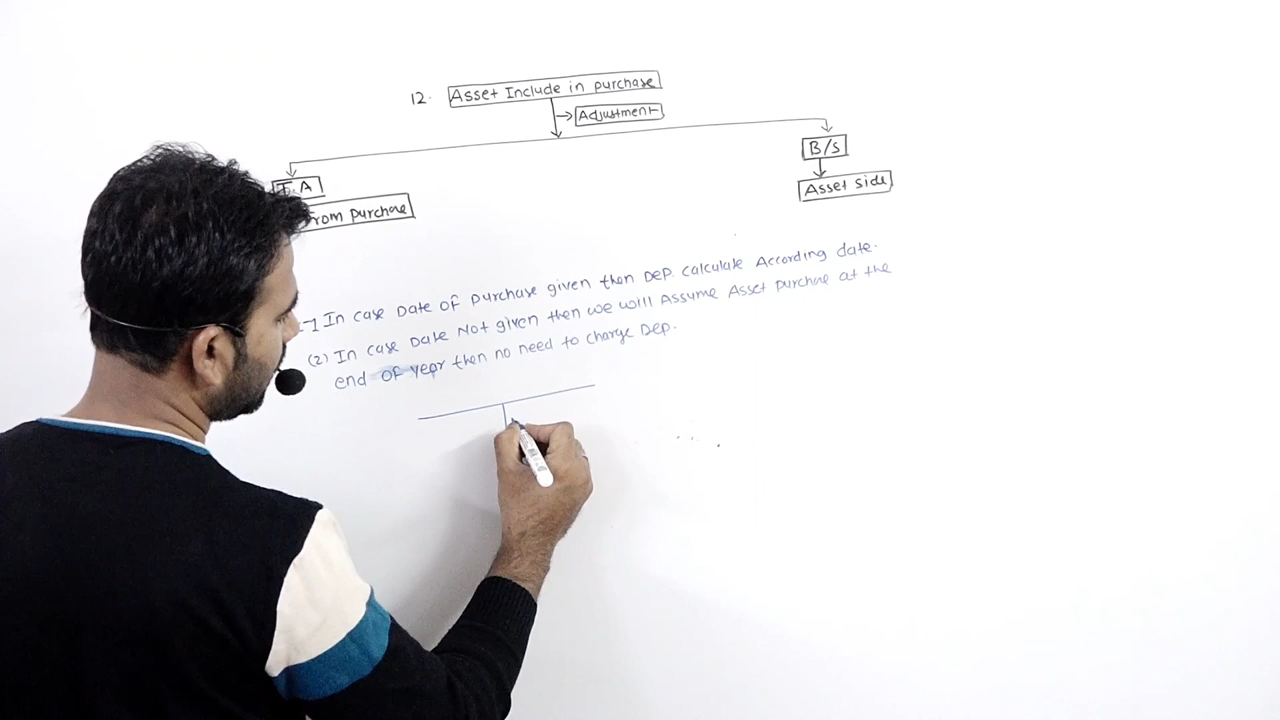 12. Asset Include in purchase
Adjustment
B/S
T.A
Asset side
from purchase
-1 In case Date of purchase given then Dep. calculate According date.
(2) In case Date Not given then we will Assume Asset purchase at the
end of year then no need to charge Dep.